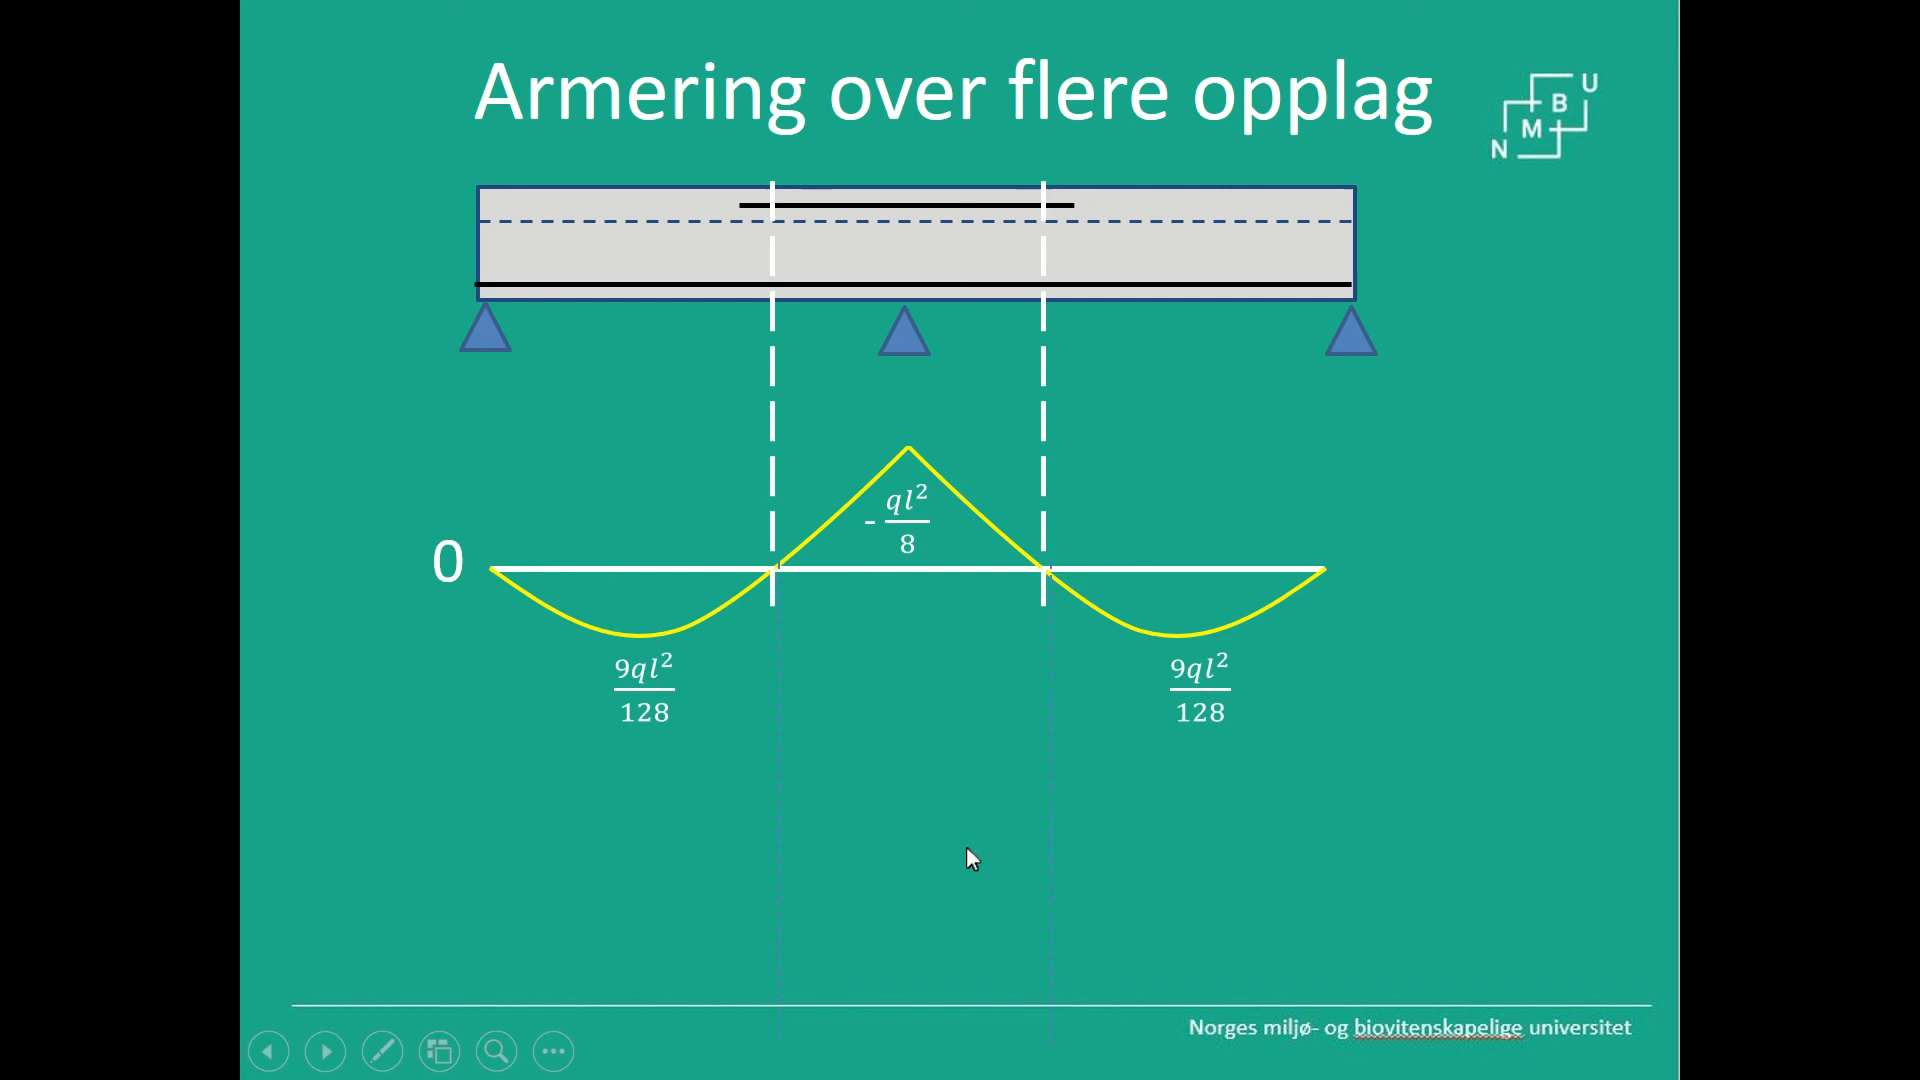 Armering over flere opplag
U
B
M
N
- ql²/8
0
9ql²/128
9ql²/128
Norges miljø- og biovitenskapelige universitet